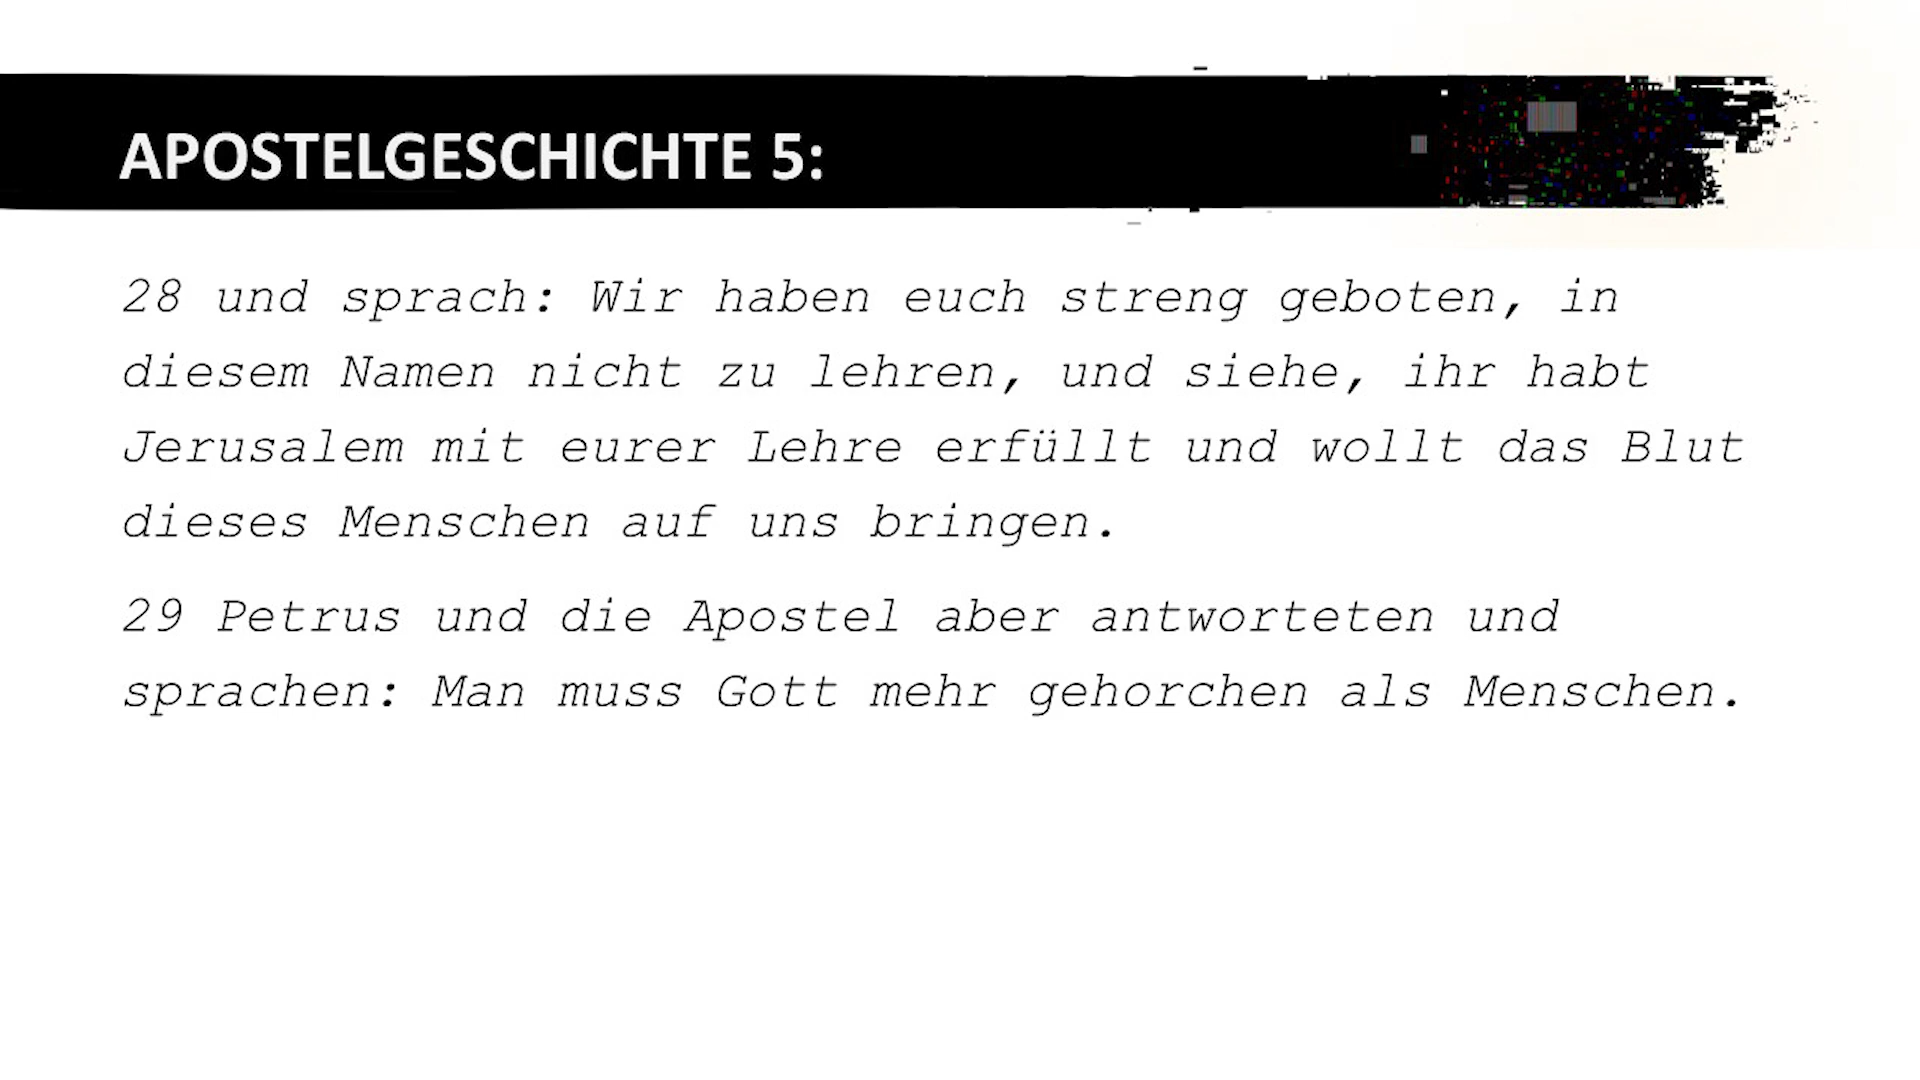 APOSTELGESCHICHTE 5:
28 und sprach: Wir haben euch streng geboten, in
diesem Namen nicht zu lehren, und siehe, ihr habt
Jerusalem mit eurer Lehre erfüllt und wollt das Blut
dieses Menschen auf uns bringen.
29 Petrus und die Apostel aber antworteten und
sprachen: Man muss Gott mehr gehorchen als Menschen.